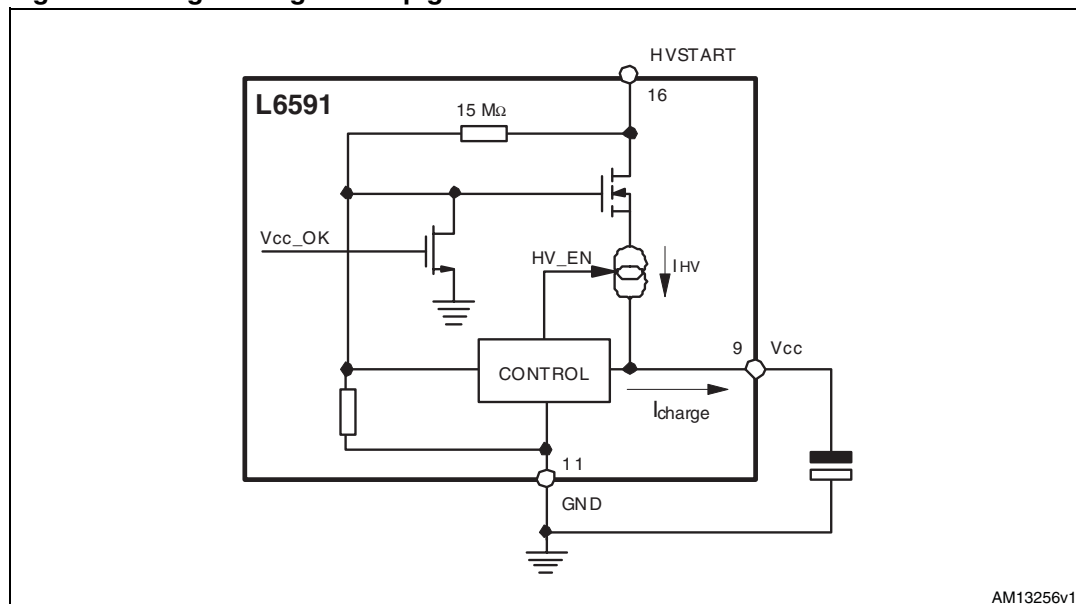 HVSTART
16
L6591
15 MΩ
Vcc_OK
HV_EN
IHV
9 Vcc
CONTROL
Icharge
11
GND
AM13256v1